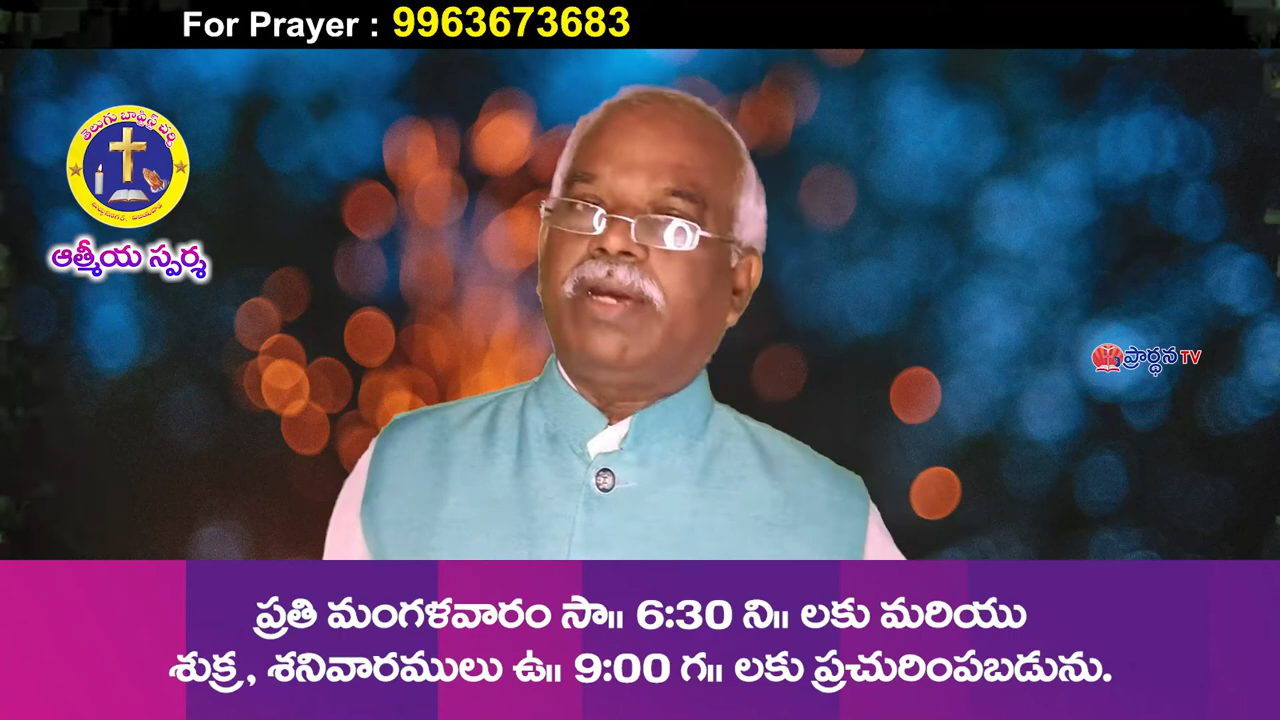 For Prayer : 9963673683
తెలుగు బాప్టిస్ట్ చర్చి
ఆత్మీయ స్పర్శ
ప్రార్థన TV
ప్రతి మంగళవారం సా॥ 6:30 ని॥ లకు మరియు
శుక్ర, శనివారములు ఉ॥ 9:00 గ॥ లకు ప్రచురింపబడును.